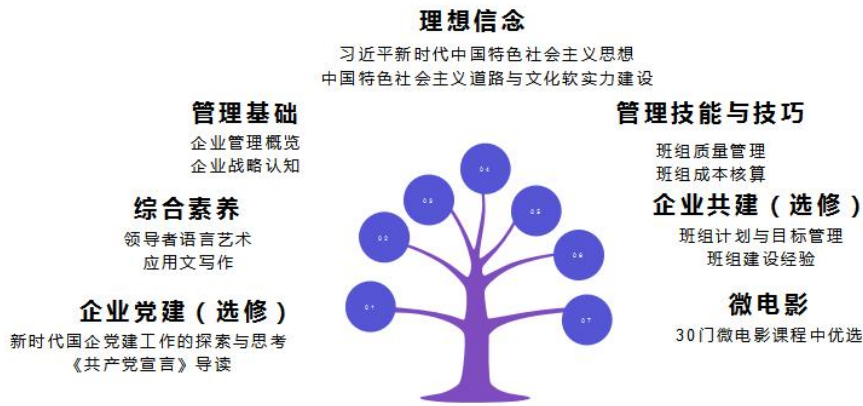 理想信念
习近平新时代中国特色社会主义思想
中国特色社会主义道路与文化软实力建设
管理基础
企业管理概览
企业战略认知
管理技能与技巧
班组质量管理
班组成本核算
综合素养
领导者语言艺术
应用文写作
企业共建（选修）
班组计划与目标管理
班组建设经验
企业党建（选修）
新时代国企党建工作的探索与思考
《共产党宣言》导读
微电影
30门微电影课程中优选
04
03
05
02
06
01
07